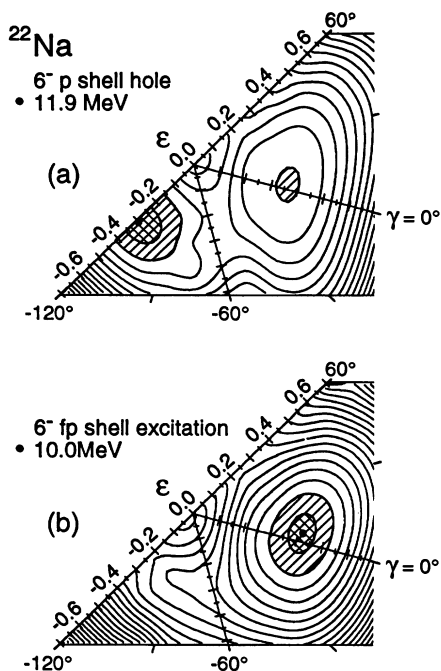 ²²Na
6⁻ p shell hole
• 11.9 MeV
(a)
ε
-0.6 -0.4 -0.2 0.0 0.2 0.4 0.6 60°
γ = 0°
-120° -60°
6⁻ fp shell excitation
• 10.0MeV
(b)
ε
-0.6 -0.4 -0.2 0.0 0.2 0.4 0.6 60°
γ = 0°
-120° -60°